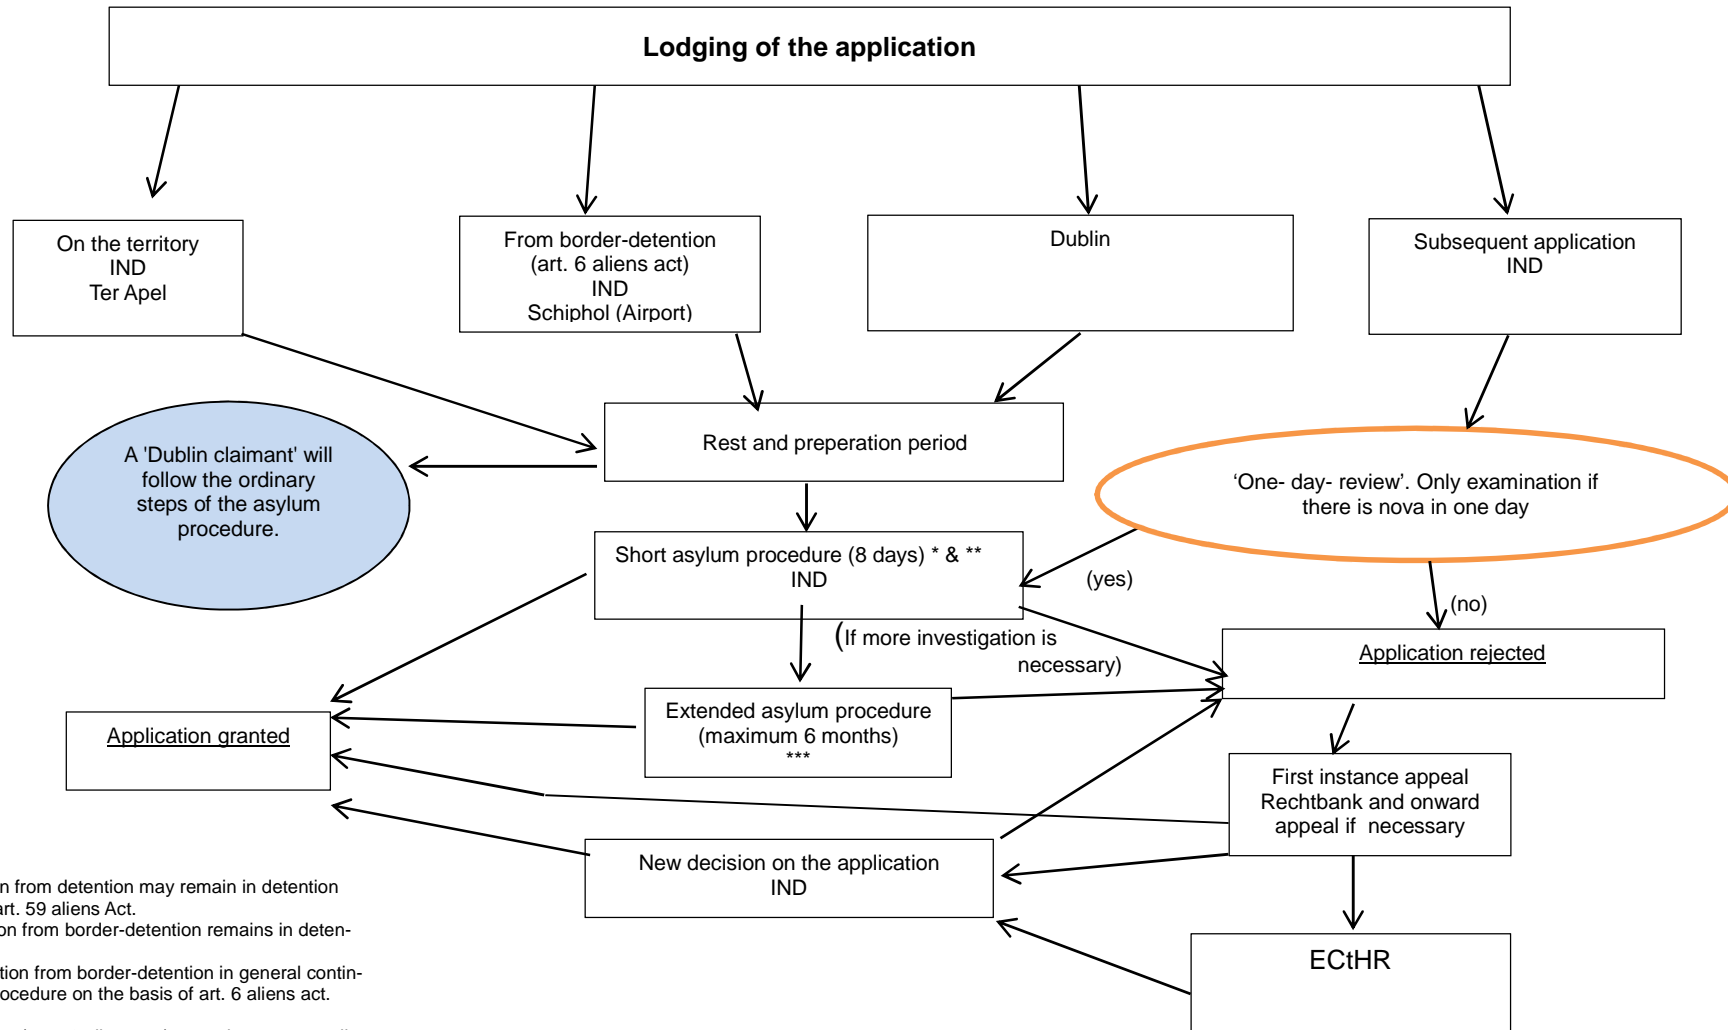 Lodging of the application
On the territory
IND
Ter Apel
From border-detention
(art. 6 aliens act)
IND
Schiphol (Airport)
Dublin
Subsequent application
IND
A 'Dublin claimant' will
follow the ordinary
steps of the asylum
procedure.
Rest and preperation period
‘One- day- review’. Only examination if
there is nova in one day
Short asylum procedure (8 days) * & **
IND
(yes)
(no)
(If more investigation is
necessary)
Application rejected
Extended asylum procedure
(maximum 6 months)
***
Application granted
First instance appeal
Rechtbank and onward
appeal if  necessary
New decision on the application
IND
ECtHR
n from detention may remain in detention
art. 59 aliens Act.
on from border-detention remains in deten-
tion from border-detention in general contin-
rocedure on the basis of art. 6 aliens act.